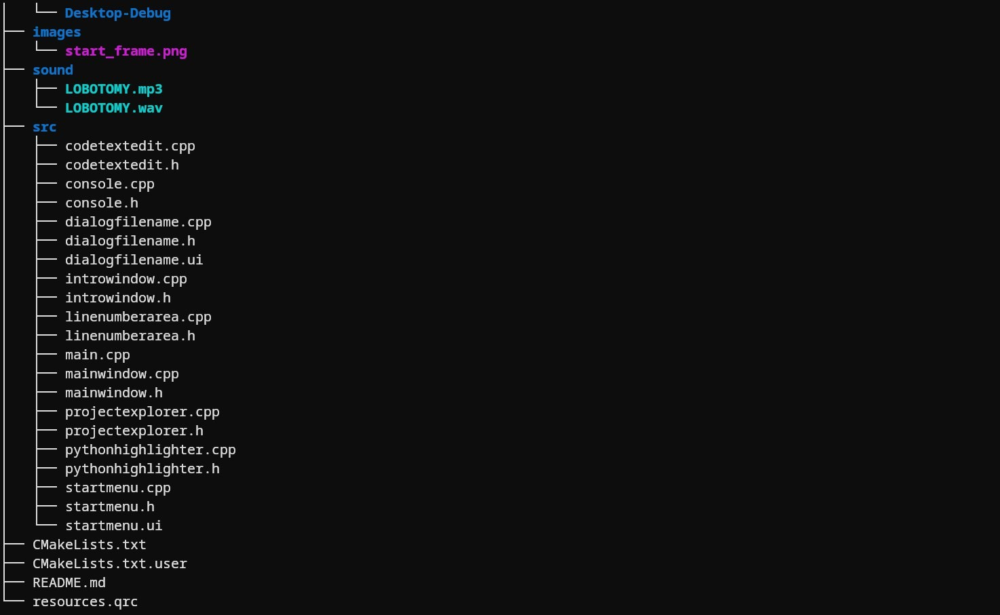 Desktop-Debug
images
start_frame.png
sound
LOBOTOMY.mp3
LOBOTOMY.wav
src
codetextedit.cpp
codetextedit.h
console.cpp
console.h
dialogfilename.cpp
dialogfilename.h
dialogfilename.ui
introwindow.cpp
introwindow.h
linenumberarea.cpp
linenumberarea.h
main.cpp
mainwindow.cpp
mainwindow.h
projectexplorer.cpp
projectexplorer.h
pythonhighlighter.cpp
pythonhighlighter.h
startmenu.cpp
startmenu.h
startmenu.ui
CMakeLists.txt
CMakeLists.txt.user
README.md
resources.qrc